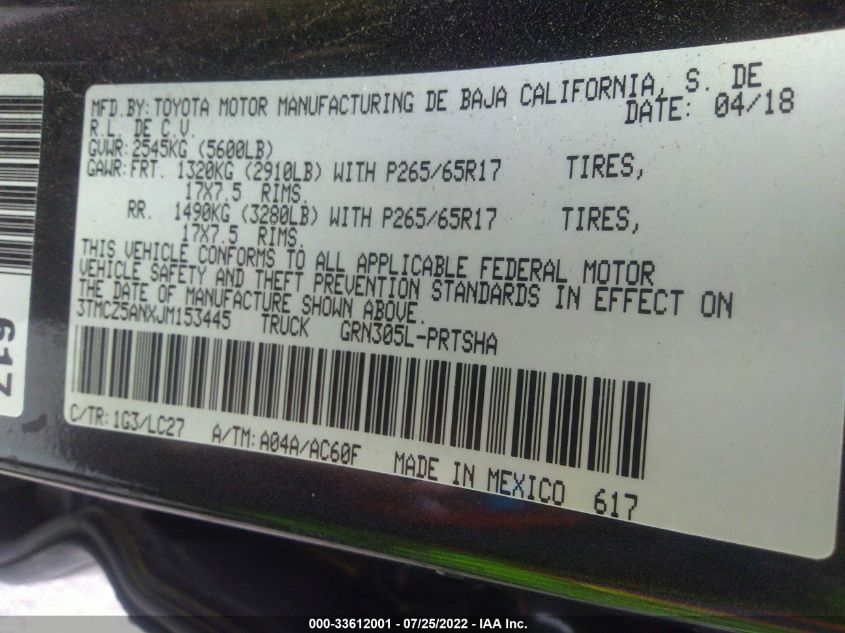 MFD.BY: TOYOTA MOTOR MANUFACTURING DE BAJA CALIFORNIA, S. DE
R.L. DE C.V. DATE: 04/18
GVWR: 2545KG (5600LB)
GAWR: FRT. 1320KG (2910LB) WITH P265/65R17 TIRES,
17X7.5 RIMS.
RR. 1490KG (3280LB) WITH P265/65R17 TIRES,
17X7.5 RIMS.
THIS VEHICLE CONFORMS TO ALL APPLICABLE FEDERAL MOTOR
VEHICLE SAFETY AND THEFT PREVENTION STANDARDS IN EFFECT ON
THE DATE OF MANUFACTURE SHOWN ABOVE.
3TMCZ5ANXJM153445 TRUCK GRN305L-PRTSHA
C/TR: 1G3/LC27 A/TM: A04A/AC60F MADE IN MEXICO 617
617
000-33612001 - 07/25/2022 - IAA Inc.